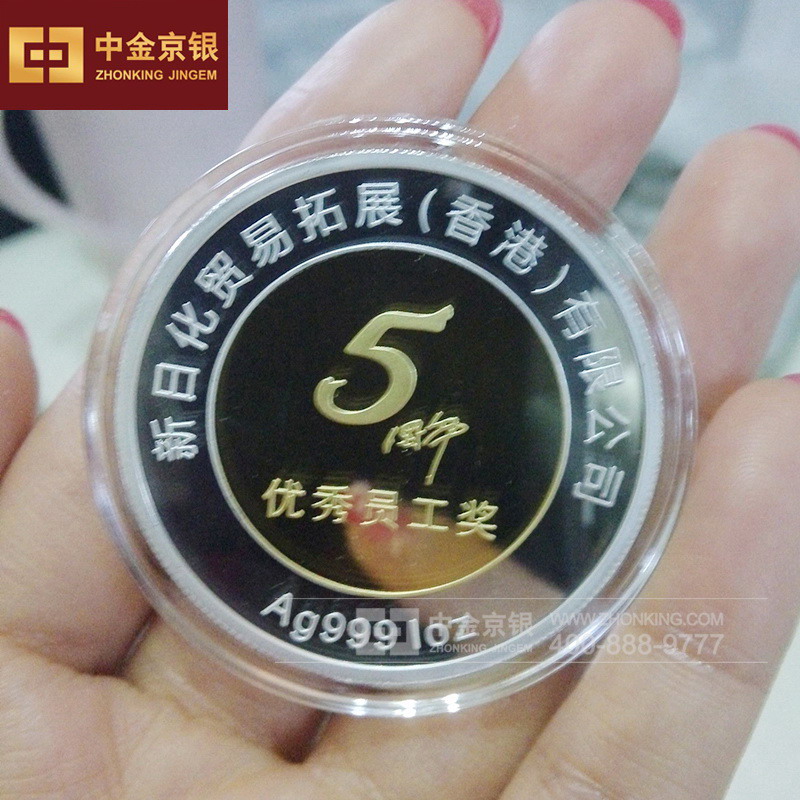 中金京银
ZHONKING JINGEM
新日化贸易拓展(香港)有限公司
5
周年
优秀员工奖
Ag999 1oz
中金京银
ZHONKING JINGEM
WWW.ZHONKING.COM
400-888-9777